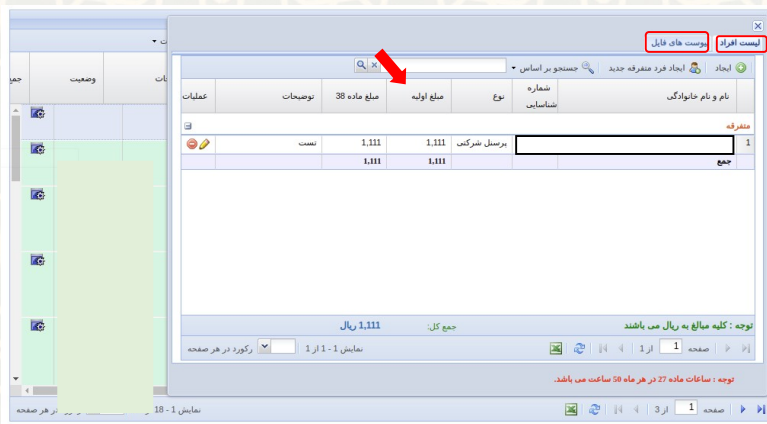 لیست افراد پیوست های فایل
ایجاد ایجاد فرد متفرقه جدید جستجو بر اساس
نام و نام خانوادگی شماره شناسایی نوع مبلغ اولیه مبلغ ماده 38 توضیحات عملیات
متفرقه
1 پرسنل شرکتی 1,111 1,111 تست
جمع 1,111 1,111
توجه : کلیه مبالغ به ریال می باشند جمع کل: 1,111 ریال
صفحه 1 از 1 نمایش 1 - 1 از 1 رکورد در هر صفحه
توجه : ساعات ماده 27 در هر ماه 50 ساعت می باشد.
وضعیت
صفحه 1 از 3 نمایش 1 - 18 در هر صفحه